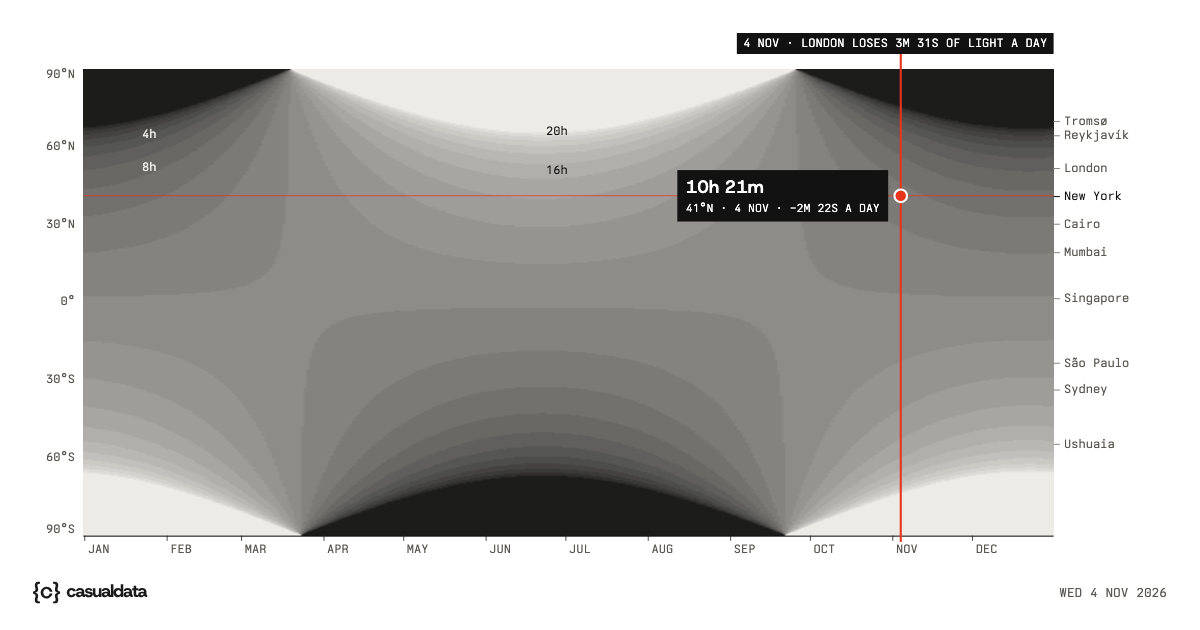 4 NOV · LONDON LOSES 3M 31S OF LIGHT A DAY
90°N
60°N
30°N
0°
30°S
60°S
90°S
4h
8h
20h
16h
10h 21m
41°N · 4 NOV · −2M 22S A DAY
Tromsø
Reykjavík
London
New York
Cairo
Mumbai
Singapore
São Paulo
Sydney
Ushuaia
JAN FEB MAR APR MAY JUN JUL AUG SEP OCT NOV DEC
{c} casualdata
WED 4 NOV 2026